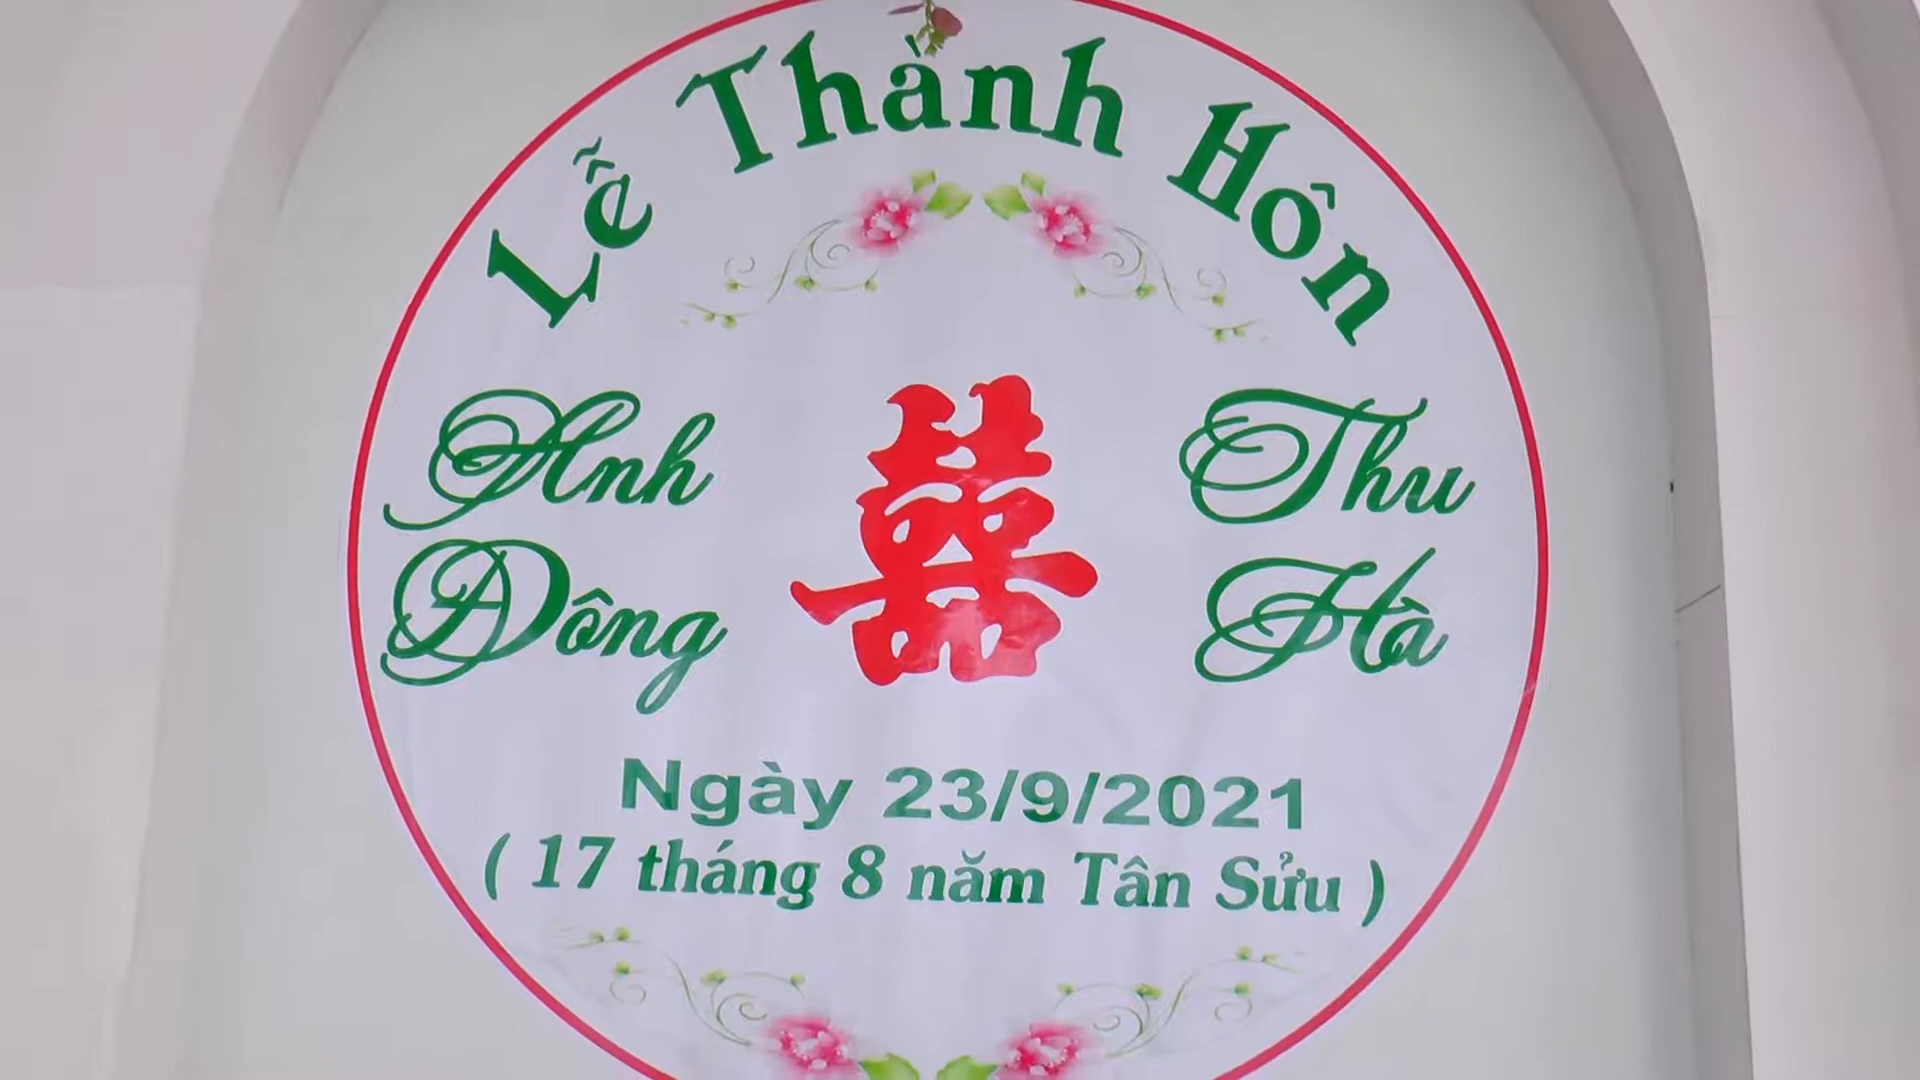 Lễ Thành Hôn
Anh
Đông
囍
Thu
Hà
Ngày 23/9/2021
( 17 tháng 8 năm Tân Sửu )